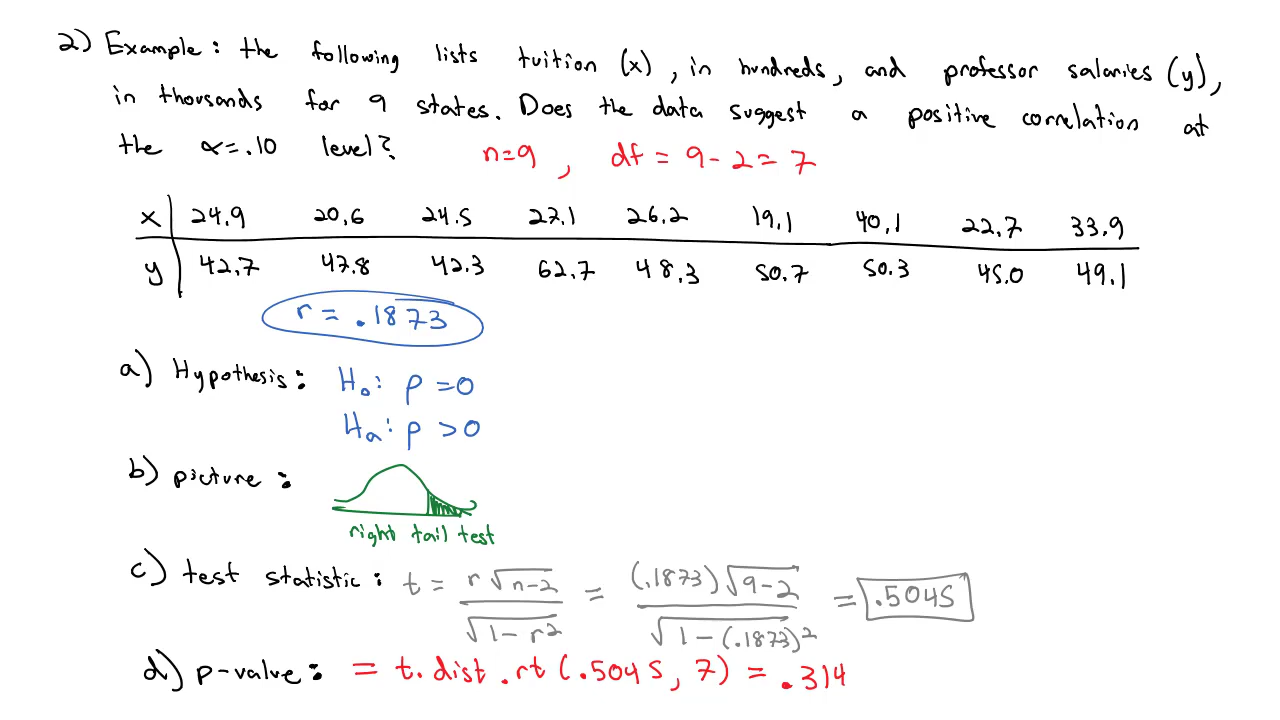 2) Example: the following lists tuition (x), in hundreds, and professor salaries (y),
in thousands for 9 states. Does the data suggest a positive correlation at
the α=.10 level? n=9, df = 9-2 = 7
x | 24.9 20.6 24.5 27.1 26.2 19.1 40.1 22.7 33.9
y | 42.7 47.8 42.3 62.7 48.3 50.7 50.3 45.0 49.1
r = .1873
a) Hypothesis: H₀: ρ = 0
Hₐ: ρ > 0
b) picture:
right tail test
c) test statistic: t = r√(n-2) / √(1-r²) = (.1873)√(9-2) / √(1-(.1873)²) = .5045
d) p-value: = t.dist.rt(.5045, 7) = .314